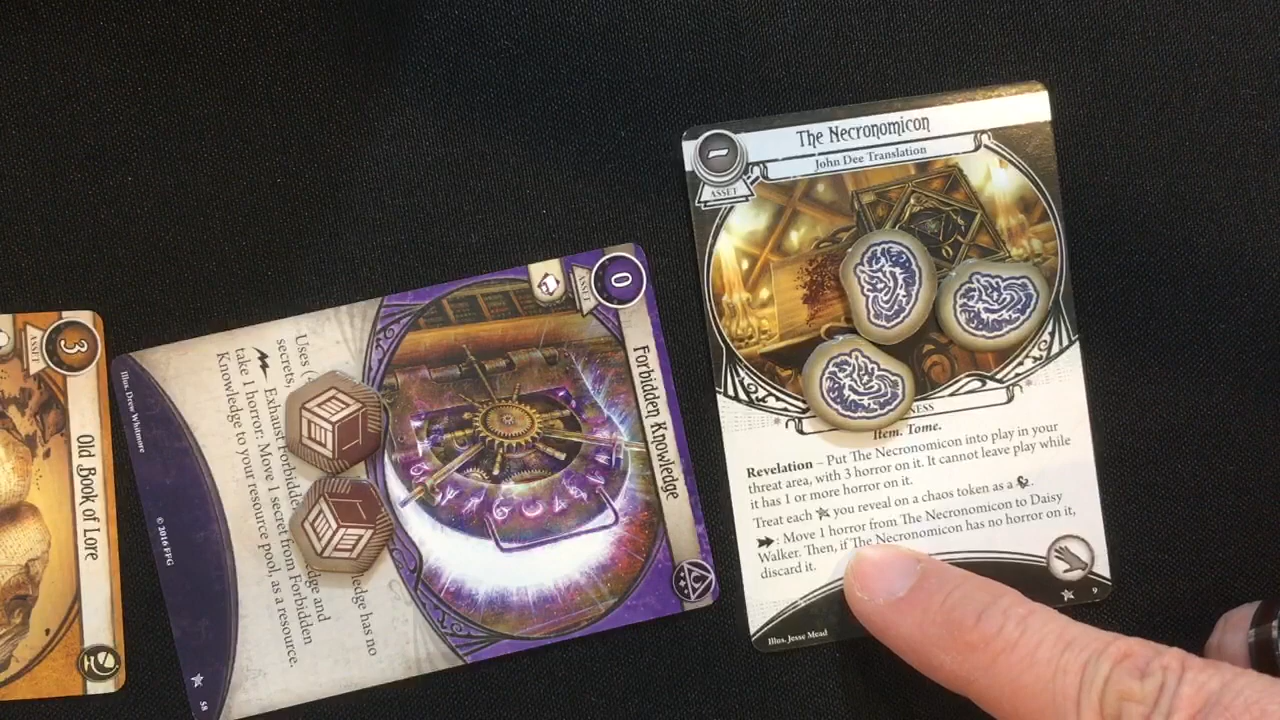 3
ASSET
Old Book of Lore
0
ASSET
Forbidden Knowledge
Uses (
secrets,
Exhaust Forbidden
ledge has no
edge and
take 1 horror: Move 1 secret from Forbidden
Knowledge to your resource pool, as a resource.
Illus. Drew Whitmore
© 2016 FFG
58
–
ASSET
The Necronomicon
John Dee Translation
NESS
Item. Tome.
Revelation – Put The Necronomicon into play in your
threat area, with 3 horror on it. It cannot leave play while
it has 1 or more horror on it.
Treat each you reveal on a chaos token as a .
: Move 1 horror from The Necronomicon to Daisy
Walker. Then, if The Necronomicon has no horror on it,
discard it.
Illus. Jesse Mead
9